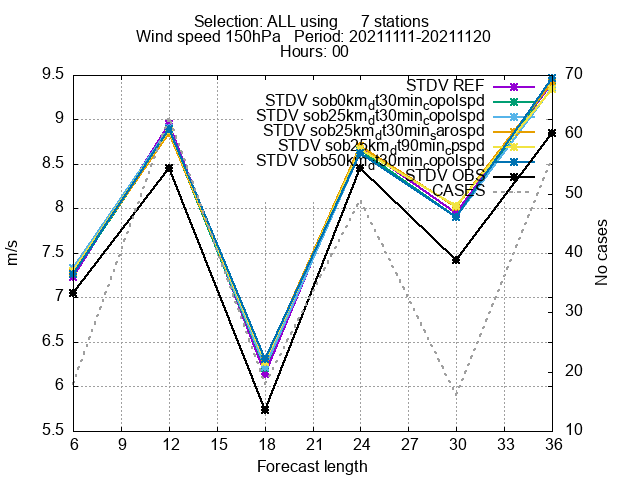 Selection: ALL using 7 stations
Wind speed 150hPa Period: 20211111-20211120
Hours: 00
9.5
9
8.5
8
7.5
7
6.5
6
5.5
70
60
50
40
30
20
10
m/s
No cases
STDV REF
STDV sob0km_dt30min_copolspd
STDV sob25km_dt30min_copolspd
STDV sob25km_dt30min_sarospd
STDV sob25km_dt90min_cpspd
STDV sob50km_dt30min_copolspd
STDV OBS
CASES
6 9 12 15 18 21 24 27 30 33 36
Forecast length